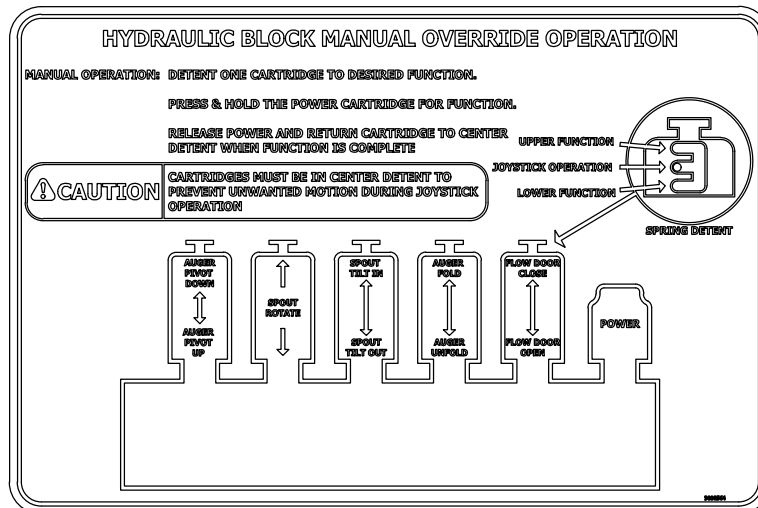 HYDRAULIC BLOCK MANUAL OVERRIDE OPERATION
MANUAL OPERATION: DETENT ONE CARTRIDGE TO DESIRED FUNCTION.
PRESS & HOLD THE POWER CARTRIDGE FOR FUNCTION.
RELEASE POWER AND RETURN CARTRIDGE TO CENTER
DETENT WHEN FUNCTION IS COMPLETE
CAUTION
CARTRIDGES MUST BE IN CENTER DETENT TO
PREVENT UNWANTED MOTION DURING JOYSTICK
OPERATION
UPPER FUNCTION
JOYSTICK OPERATION
LOWER FUNCTION
SPRING DETENT
AUGER
PIVOT
DOWN
AUGER
PIVOT
UP
SPOUT
ROTATE
SPOUT
TILT IN
SPOUT
TILT OUT
AUGER
FOLD
AUGER
UNFOLD
FLOW DOOR
CLOSE
FLOW DOOR
OPEN
POWER